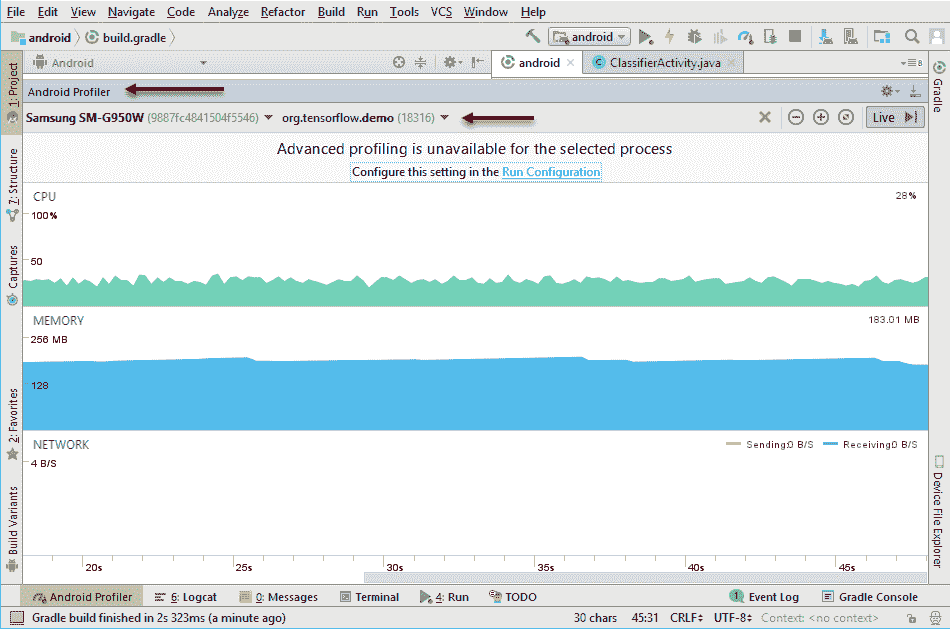 File Edit View Navigate Code Analyze Refactor Build Run Tools VCS Window Help
android build.gradle android
Android android ClassifierActivity.java 8
Android Profiler
Samsung SM-G950W (9887fc4841504f5546) org.tensorflow.demo (18316) Live
Advanced profiling is unavailable for the selected process
Configure this setting in the Run Configuration
CPU 28%
100%
50
MEMORY 183.01 MB
256 MB
128
NETWORK Sending:0 B/S Receiving:0 B/S
4 B/S
20s 25s 30s 35s 40s 45s
1: Project
7: Structure
Captures
2: Favorites
Build Variants
Gradle
Device File Explorer
Android Profiler 6: Logcat 0: Messages Terminal 4: Run TODO 1 Event Log Gradle Console
Gradle build finished in 2s 323ms (a minute ago) 30 chars 45:31 CRLF UTF-8 Context: <no context>